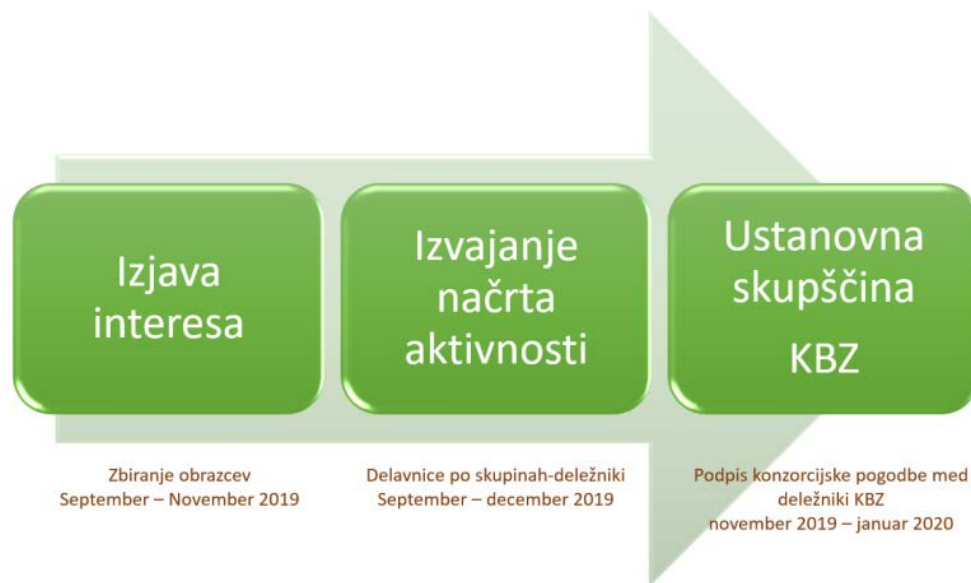 Izjava
interesa
Izvajanje
načrta
aktivnosti
Ustanovna
skupščina
KBZ
Zbiranje obrazcev
September – November 2019
Delavnice po skupinah-deležniki
September – december 2019
Podpis konzorcijske pogodbe med
deležniki KBZ
november 2019 – januar 2020